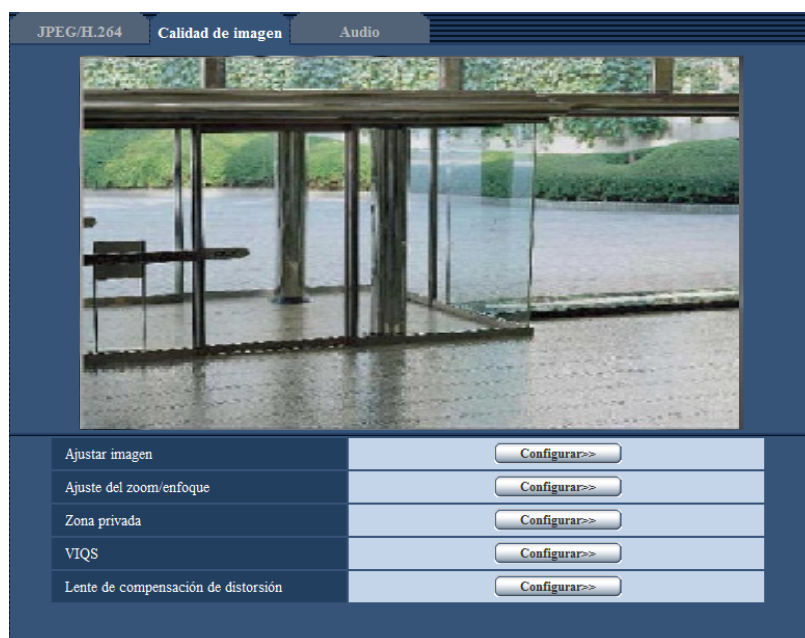 JPEG/H.264 Calidad de imagen Audio
Ajustar imagen Configurar>>
Ajuste del zoom/enfoque Configurar>>
Zona privada Configurar>>
VIQS Configurar>>
Lente de compensación de distorsión Configurar>>